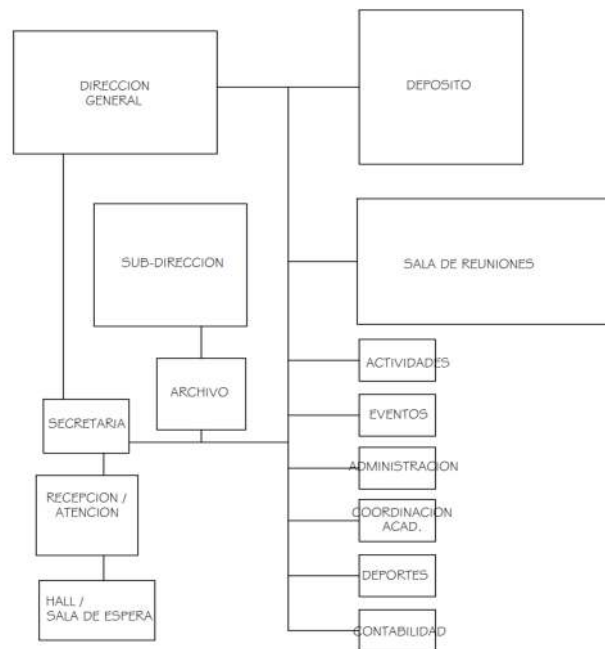 DIRECCION
GENERAL
DEPOSITO
SUB-DIRECCION
SALA DE REUNIONES
ARCHIVO
ACTIVIDADES
SECRETARIA
EVENTOS
ADMINISTRACION
RECEPCION /
ATENCION
COORDINACION
ACAD.
DEPORTES
HALL /
SALA DE ESPERA
CONTABILIDAD